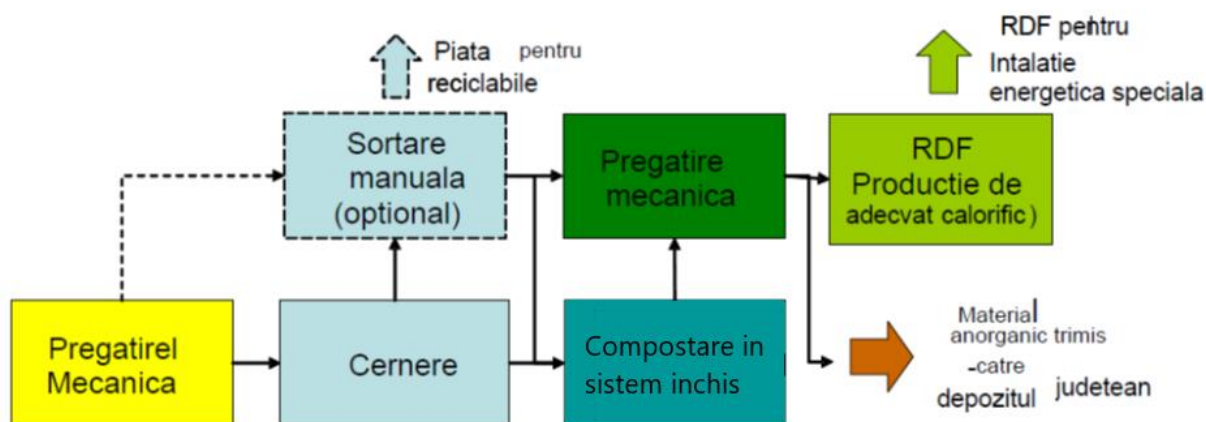 Piata pentru
reciclabile
RDF pentru
Intalatie
energetica speciala
Sortare
manuala
(optional)
Pregatire
mecanica
RDF
Productie de
adecvat calorific)
Pregatirel
Mecanica
Cernere
Compostare in
sistem inchis
Material
anorganic trimis
-catre
depozitul judetean